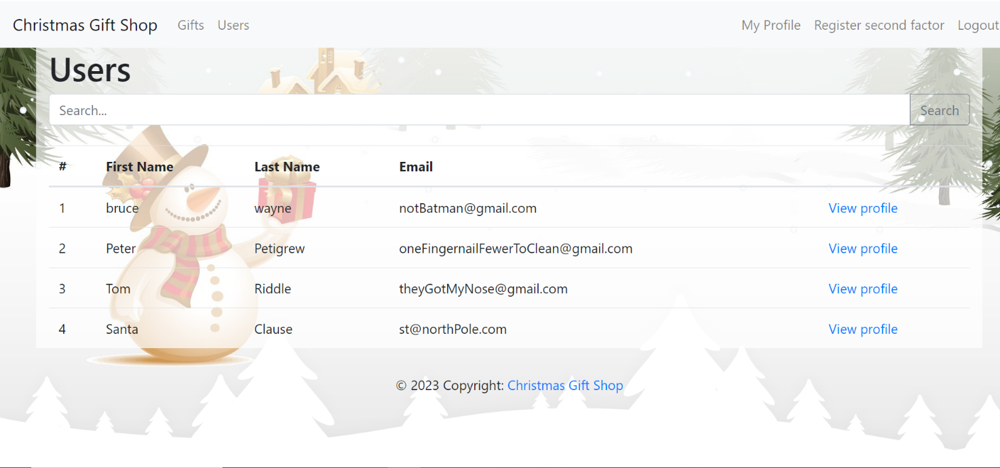 Christmas Gift Shop Gifts Users My Profile Register second factor Logout
Users
Search... Search
# First Name Last Name Email
1 bruce wayne notBatman@gmail.com View profile
2 Peter Petigrew oneFingernailFewerToClean@gmail.com View profile
3 Tom Riddle theyGotMyNose@gmail.com View profile
4 Santa Clause st@northPole.com View profile
© 2023 Copyright: Christmas Gift Shop